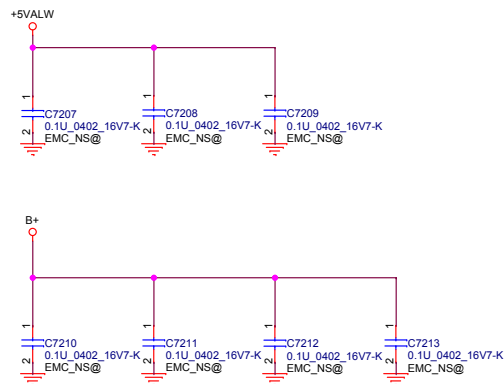 +5VALW
1
2
C7207
0.1U_0402_16V7-K
EMC_NS@
1
2
C7208
0.1U_0402_16V7-K
EMC_NS@
1
2
C7209
0.1U_0402_16V7-K
EMC_NS@
B+
1
2
C7210
0.1U_0402_16V7-K
EMC_NS@
1
2
C7211
0.1U_0402_16V7-K
EMC_NS@
1
2
C7212
0.1U_0402_16V7-K
EMC_NS@
1
2
C7213
0.1U_0402_16V7-K
EMC_NS@